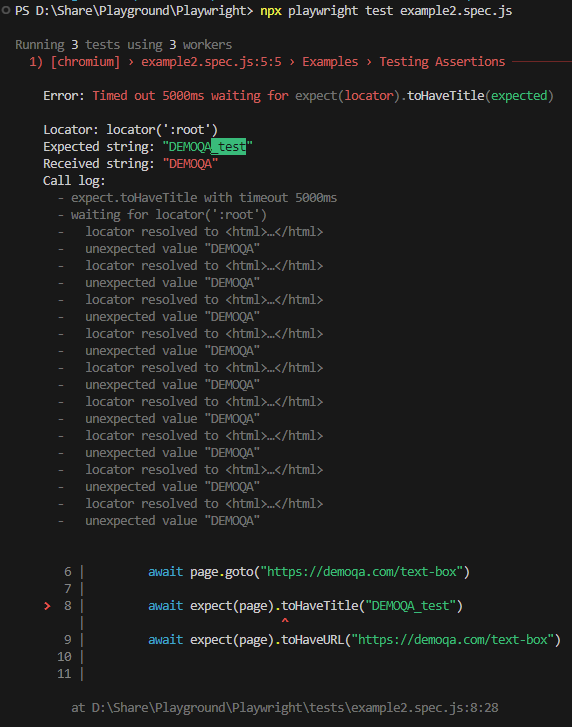 PS D:\Share\Playground\Playwright> npx playwright test example2.spec.js
Running 3 tests using 3 workers
1) [chromium] › example2.spec.js:5:5 › Examples › Testing Assertions
Error: Timed out 5000ms waiting for expect(locator).toHaveTitle(expected)
Locator: locator(':root')
Expected string: "DEMOQA_test"
Received string: "DEMOQA"
Call log:
- expect.toHaveTitle with timeout 5000ms
- waiting for locator(':root')
- locator resolved to <html>…</html>
- unexpected value "DEMOQA"
- locator resolved to <html>…</html>
- unexpected value "DEMOQA"
- locator resolved to <html>…</html>
- unexpected value "DEMOQA"
- locator resolved to <html>…</html>
- unexpected value "DEMOQA"
- locator resolved to <html>…</html>
- unexpected value "DEMOQA"
- locator resolved to <html>…</html>
- unexpected value "DEMOQA"
- locator resolved to <html>…</html>
- unexpected value "DEMOQA"
- locator resolved to <html>…</html>
- unexpected value "DEMOQA"
- locator resolved to <html>…</html>
- unexpected value "DEMOQA"
6 | await page.goto("https://demoqa.com/text-box")
7 |
> 8 | await expect(page).toHaveTitle("DEMOQA_test")
| ^
9 | await expect(page).toHaveURL("https://demoqa.com/text-box")
10 |
11 |
at D:\Share\Playground\Playwright\tests\example2.spec.js:8:28